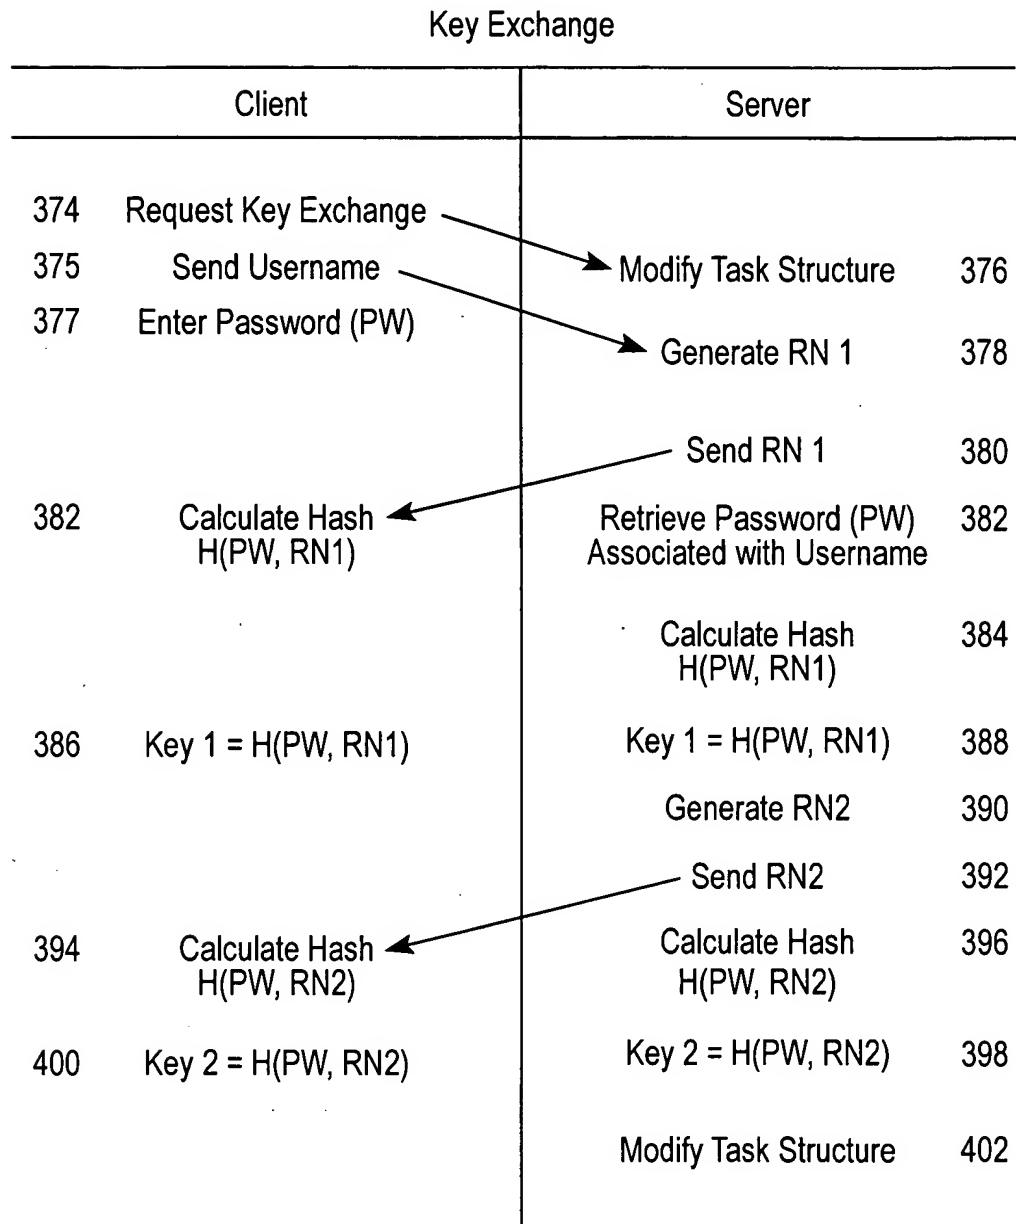 Key Exchange
Client Server
374 Request Key Exchange
375 Send Username
Modify Task Structure 376
377 Enter Password (PW)
Generate RN 1 378
Send RN 1 380
382 Calculate Hash
H(PW, RN1)
Retrieve Password (PW) 382
Associated with Username
Calculate Hash 384
H(PW, RN1)
386 Key 1 = H(PW, RN1)
Key 1 = H(PW, RN1) 388
Generate RN2 390
Send RN2 392
394 Calculate Hash
H(PW, RN2)
Calculate Hash 396
H(PW, RN2)
400 Key 2 = H(PW, RN2)
Key 2 = H(PW, RN2) 398
Modify Task Structure 402